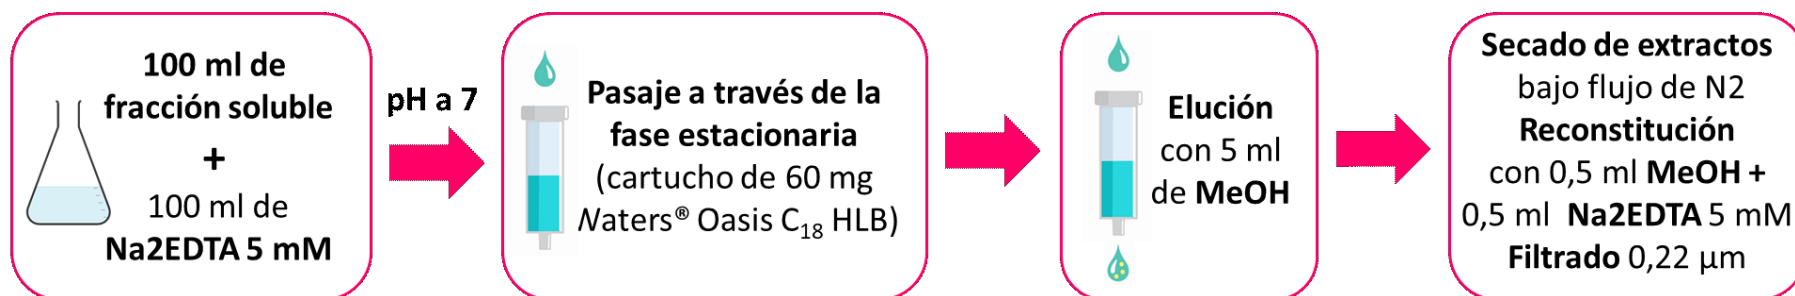 100 ml de
fracción soluble
+
100 ml de
Na2EDTA 5 mM
pH a 7
Pasaje a través de la
fase estacionaria
(cartucho de 60 mg
Waters® Oasis C18 HLB)
Elución
con 5 ml
de MeOH
Secado de extractos
bajo flujo de N2
Reconstitución
con 0,5 ml MeOH +
0,5 ml Na2EDTA 5 mM
Filtrado 0,22 µm